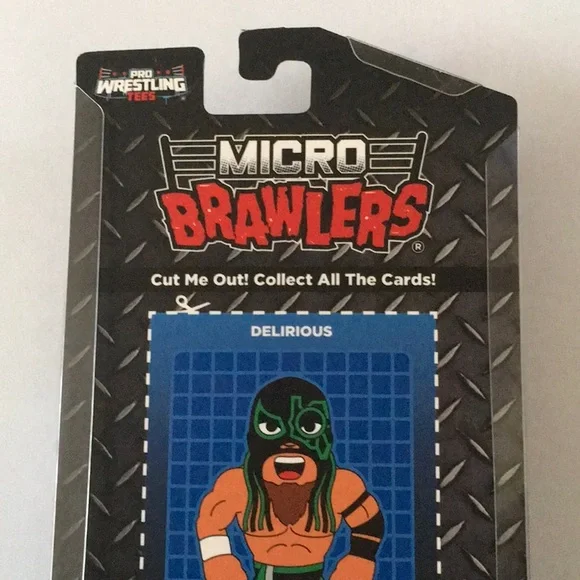 PRO
WRESTLING
TEES
MICRO
BRAWLERS®
Cut Me Out! Collect All The Cards!
DELIRIOUS